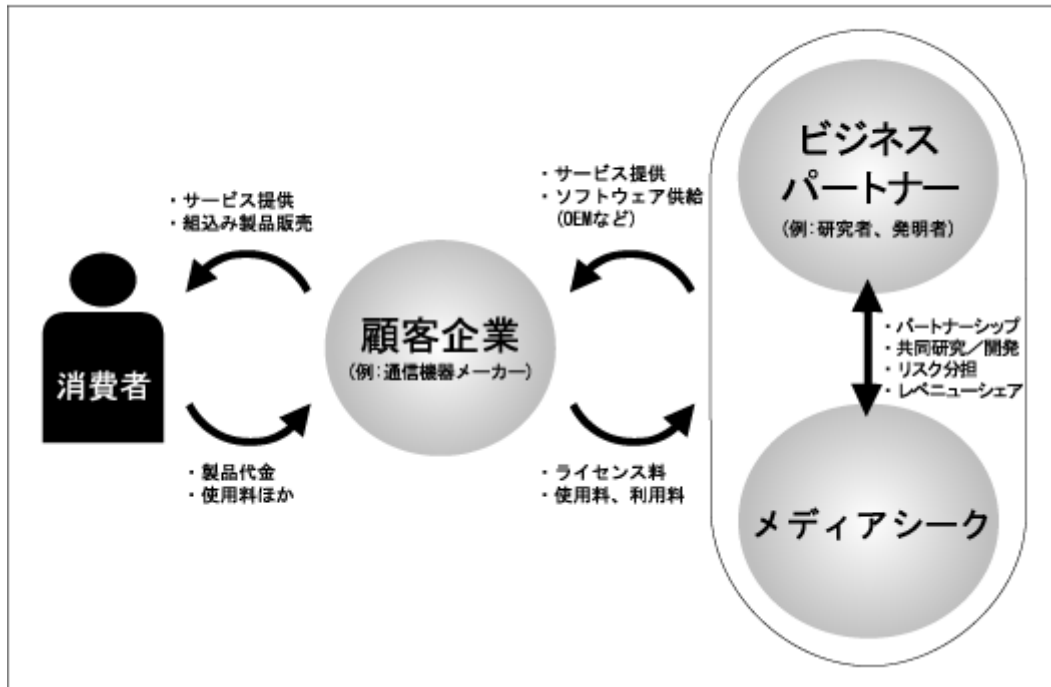 ビジネス
パートナー
(例:研究者、発明者)
・サービス提供
・組込み製品販売
・サービス提供
・ソフトウェア供給
(OEMなど)
消費者
顧客企業
(例:通信機器メーカー)
・パートナーシップ
・共同研究／開発
・リスク分担
・レベニューシェア
・製品代金
・使用料ほか
・ライセンス料
・使用料、利用料
メディアシーク